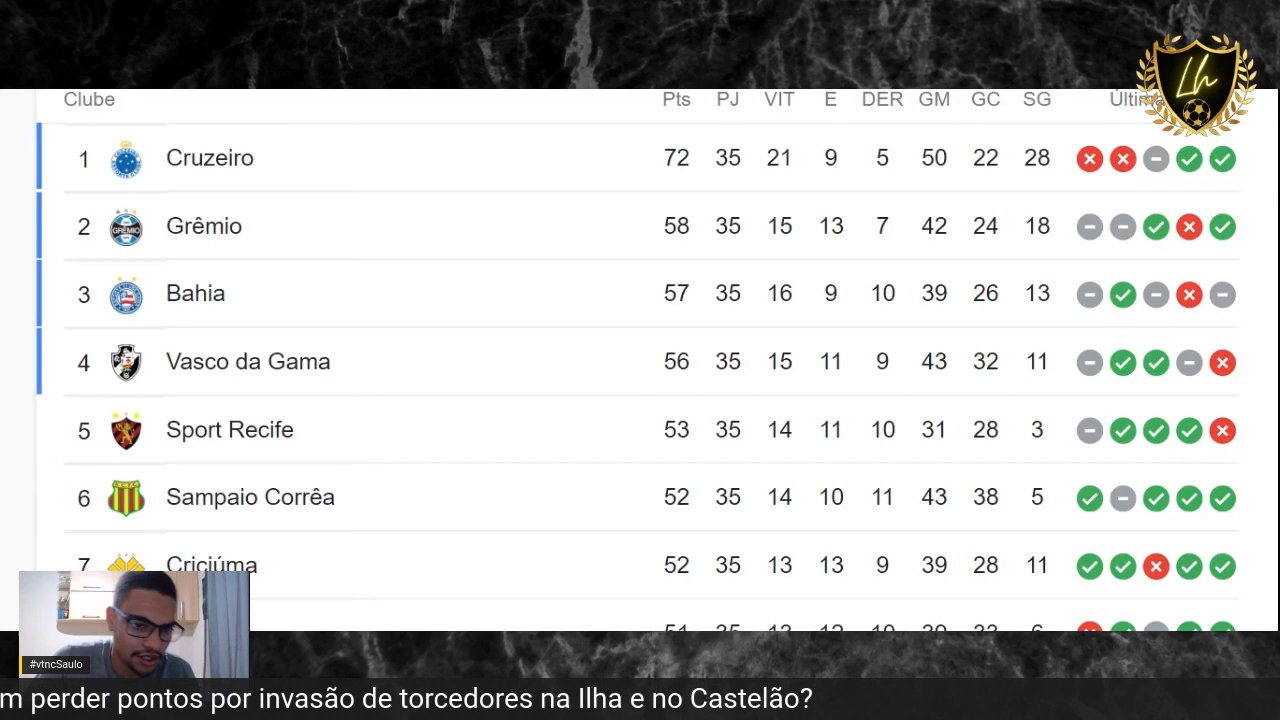 Clube Pts PJ VIT E DER GM GC SG Última
Lh
1 Cruzeiro 72 35 21 9 5 50 22 28
2 GRÊMIO Grêmio 58 35 15 13 7 42 24 18
3 Bahia 57 35 16 9 10 39 26 13
4 Vasco da Gama 56 35 15 11 9 43 32 11
5 Sport Recife 53 35 14 11 10 31 28 3
6 Sampaio Corrêa 52 35 14 10 11 43 38 5
7 Criciúma 52 35 13 13 9 39 28 11
#vtncSaulo
m perder pontos por invasão de torcedores na Ilha e no Castelão?